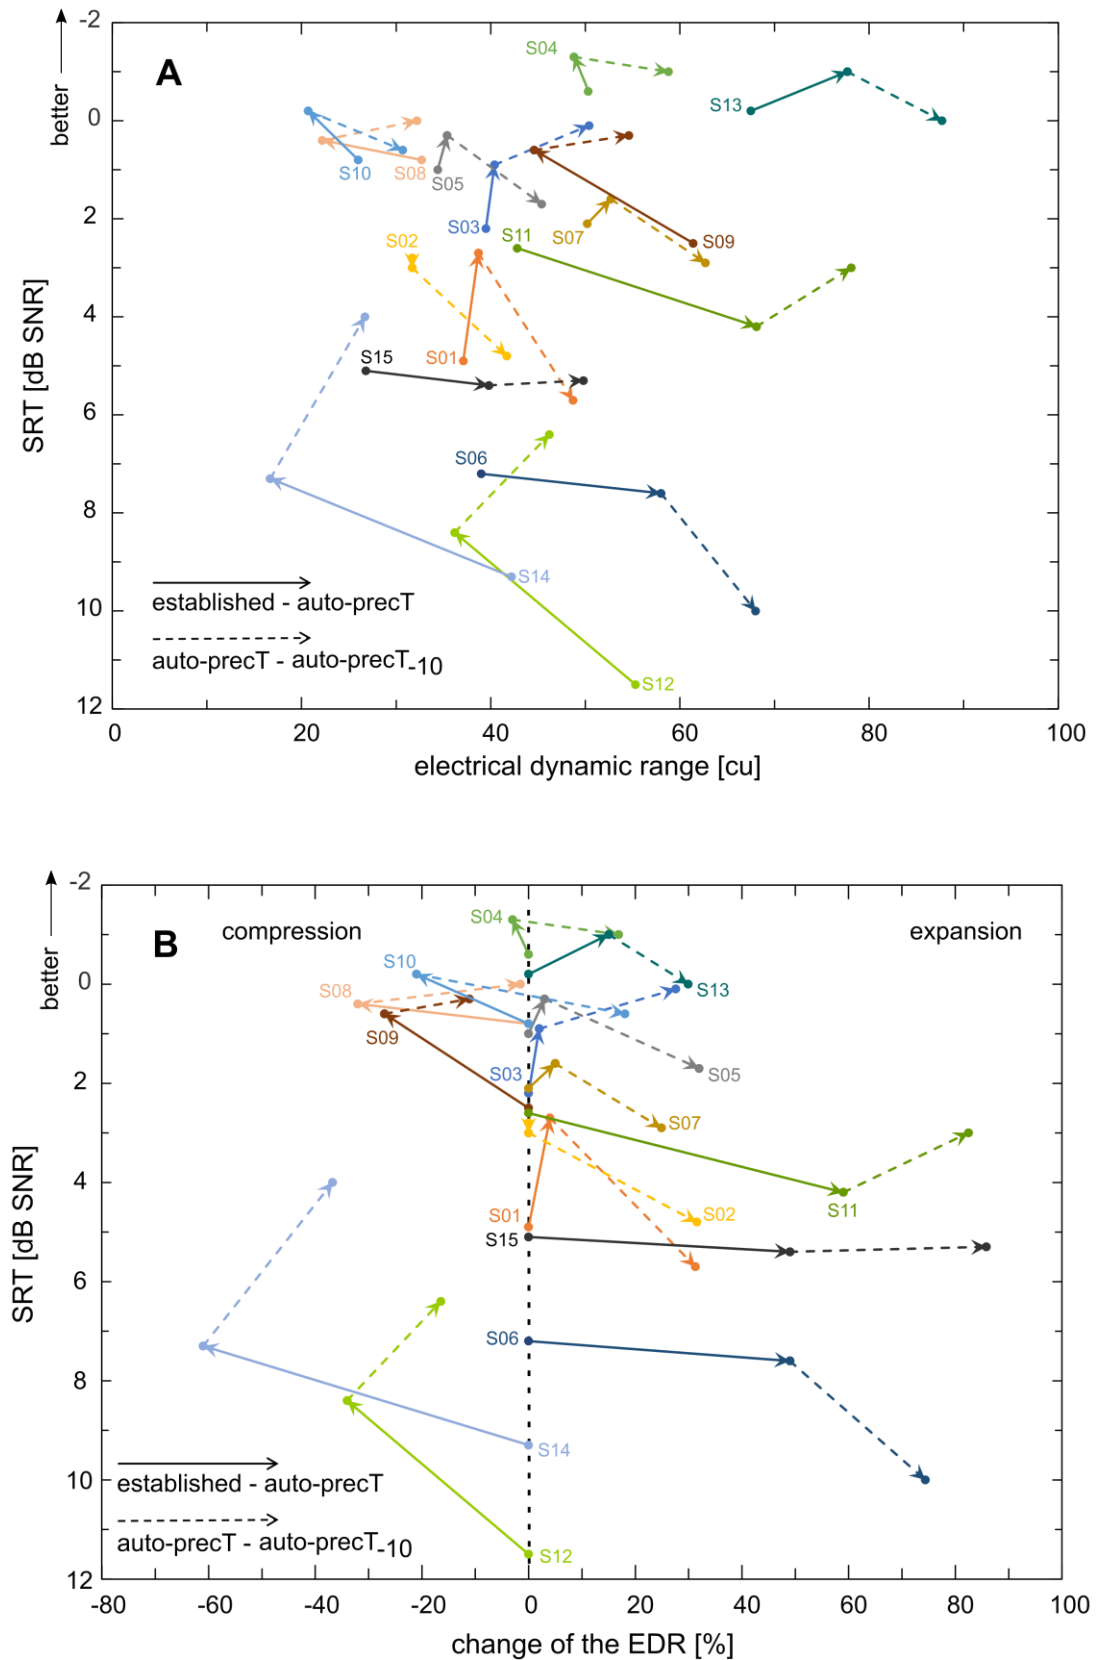 A
better
-2
0
2
4
6
8
10
12
SRT [dB SNR]
S04
S13
S10
S08
S05
S03
S11
S07
S09
S02
S01
S15
S06
S14
S12
established - auto-precT
auto-precT - auto-precT-10
0
20
40
60
80
100
electrical dynamic range [cu]
B
better
-2
0
2
4
6
8
10
12
SRT [dB SNR]
compression
expansion
S04
S10
S08
S13
S09
S03
S05
S07
S01
S02
S11
S15
S06
S14
S12
established - auto-precT
auto-precT - auto-precT-10
-80
-60
-40
-20
0
20
40
60
80
100
change of the EDR [%]